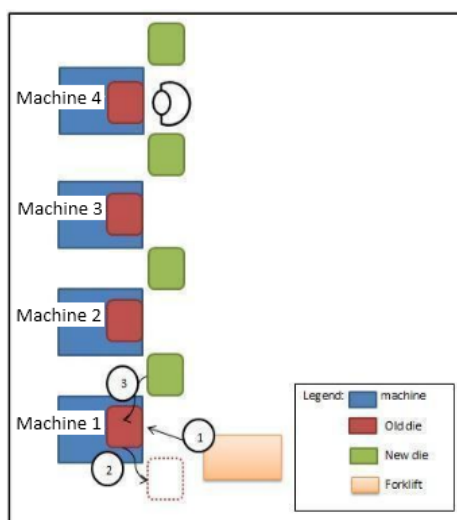 Machine 4
Machine 3
Machine 2
3
Machine 1
1
2
Legend: machine
Old die
New die
Forklift